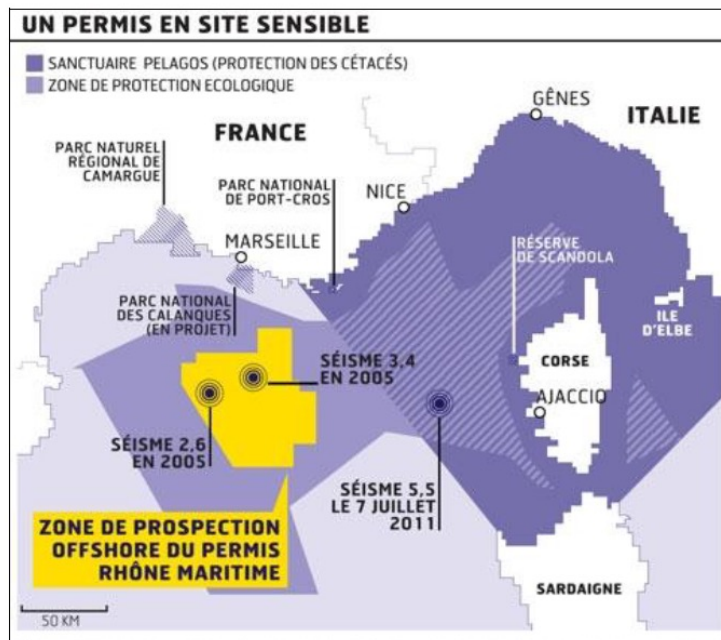 UN PERMIS EN SITE SENSIBLE
SANCTUAIRE PELAGOS (PROTECTION DES CÉTACÉS)
ZONE DE PROTECTION ECOLOGIQUE
GÊNES
ITALIE
FRANCE
PARC NATUREL
RÉGIONAL DE
CAMARGUE
PARC NATIONAL
DE PORT-CROS
NICE
MARSEILLE
RÉSERVE
DE SCANDOLA
PARC NATIONAL
DES CALANQUES
(EN PROJET)
ILE
D'ELBE
CORSE
SÉISME 3,4
EN 2005
AJACCIO
SÉISME 2,6
EN 2005
SÉISME 5,5
LE 7 JUILLET
2011
ZONE DE PROSPECTION
OFFSHORE DU PERMIS
RHÔNE MARITIME
SARDAIGNE
50 KM